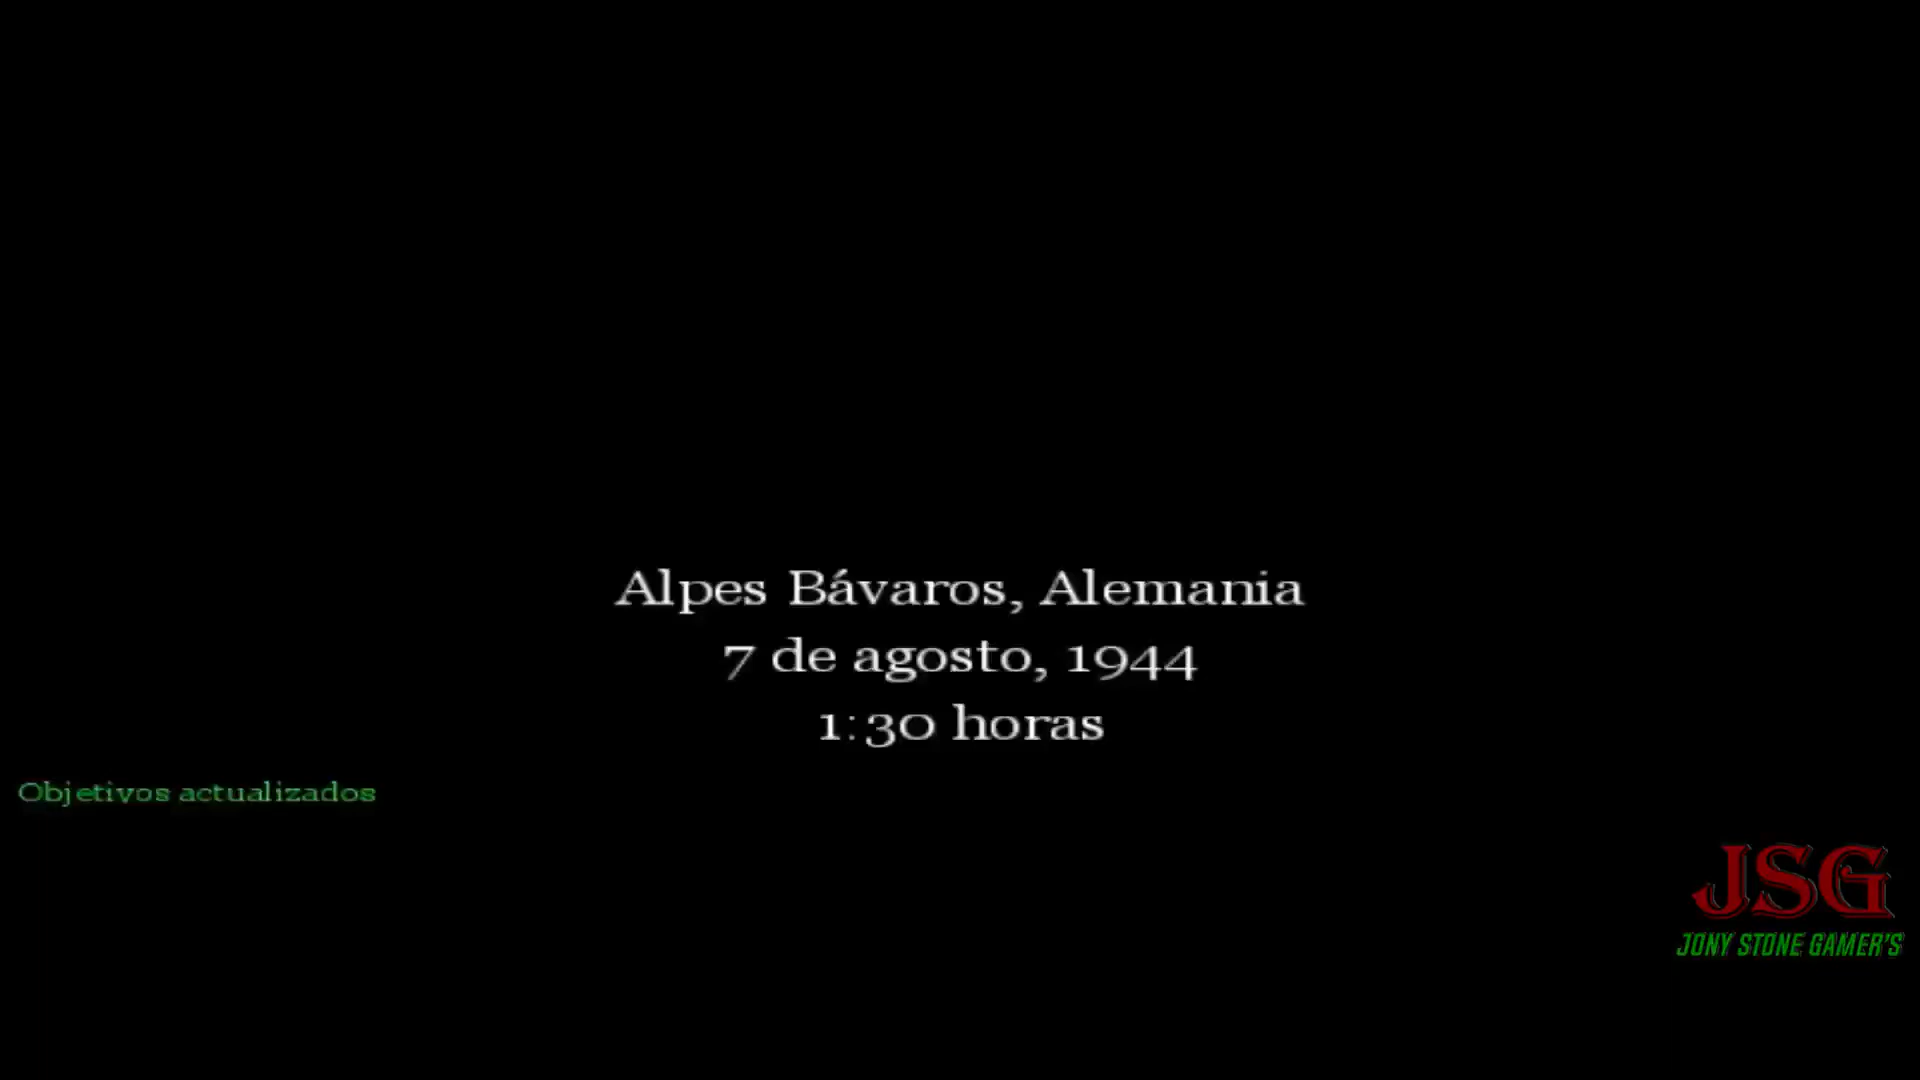 Alpes Bávaros, Alemania
7 de agosto, 1944
1:30 horas
Objetivos actualizados
JSG
JONY STONE GAMER'S